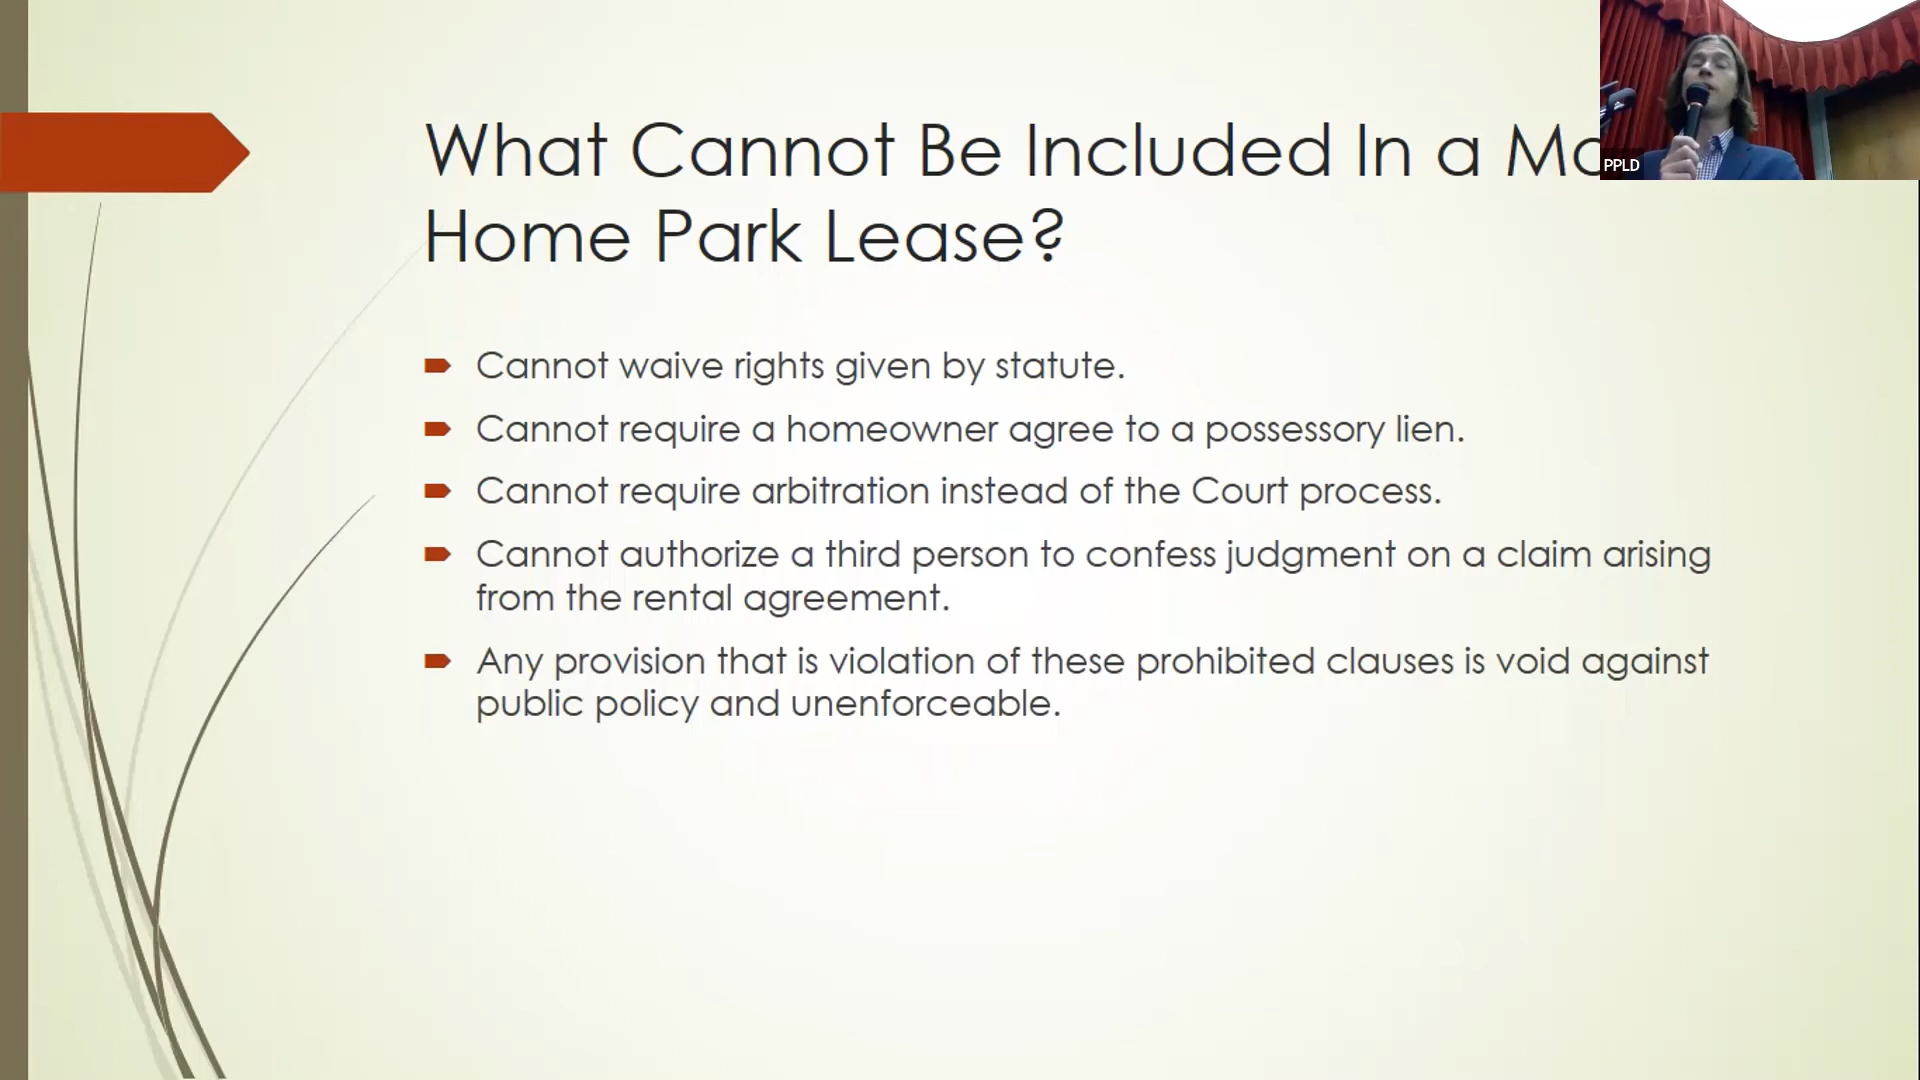 What Cannot Be Included In a
Home Park Lease?
Cannot waive rights given by statute.
Cannot require a homeowner agree to a possessory lien.
Cannot require arbitration instead of the Court process.
Cannot authorize a third person to confess judgment on a claim arising
from the rental agreement.
Any provision that is violation of these prohibited clauses is void against
public policy and unenforceable.
PPLD